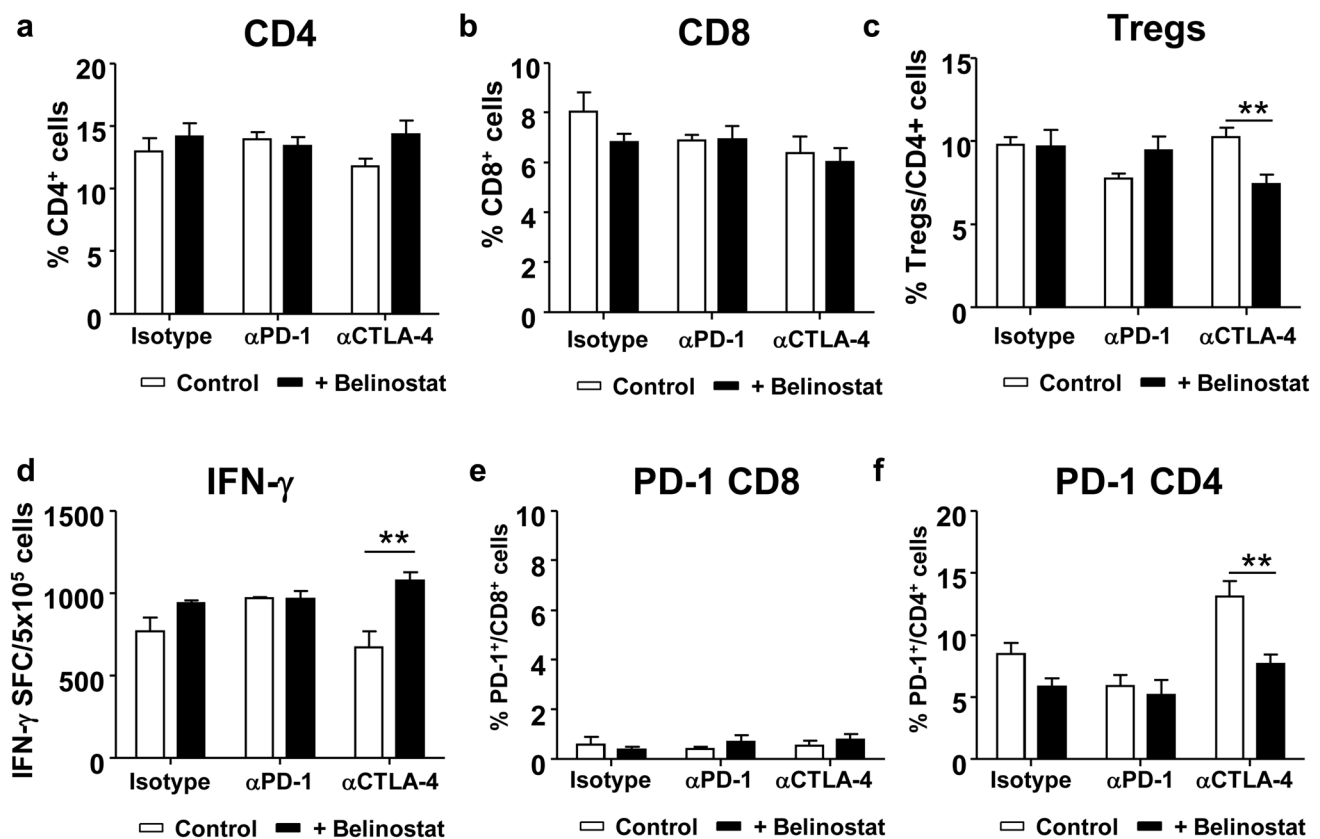 a
CD4
% CD4⁺ cells
20
15
10
5
0
Isotype αPD-1 αCTLA-4
Control + Belinostat
b
CD8
% CD8⁺ cells
10
8
6
4
2
0
Isotype αPD-1 αCTLA-4
Control + Belinostat
c
Tregs
% Tregs/CD4+ cells
15
10
5
0
**
Isotype αPD-1 αCTLA-4
Control + Belinostat
d
IFN-γ
IFN-γ SFC/5x10⁵ cells
1500
1000
500
0
**
Isotype αPD-1 αCTLA-4
Control + Belinostat
e
PD-1 CD8
% PD-1⁺/CD8⁺ cells
10
8
6
4
2
0
Isotype αPD-1 αCTLA-4
Control + Belinostat
f
PD-1 CD4
% PD-1⁺/CD4⁺ cells
20
15
10
5
0
**
Isotype αPD-1 αCTLA-4
Control + Belinostat